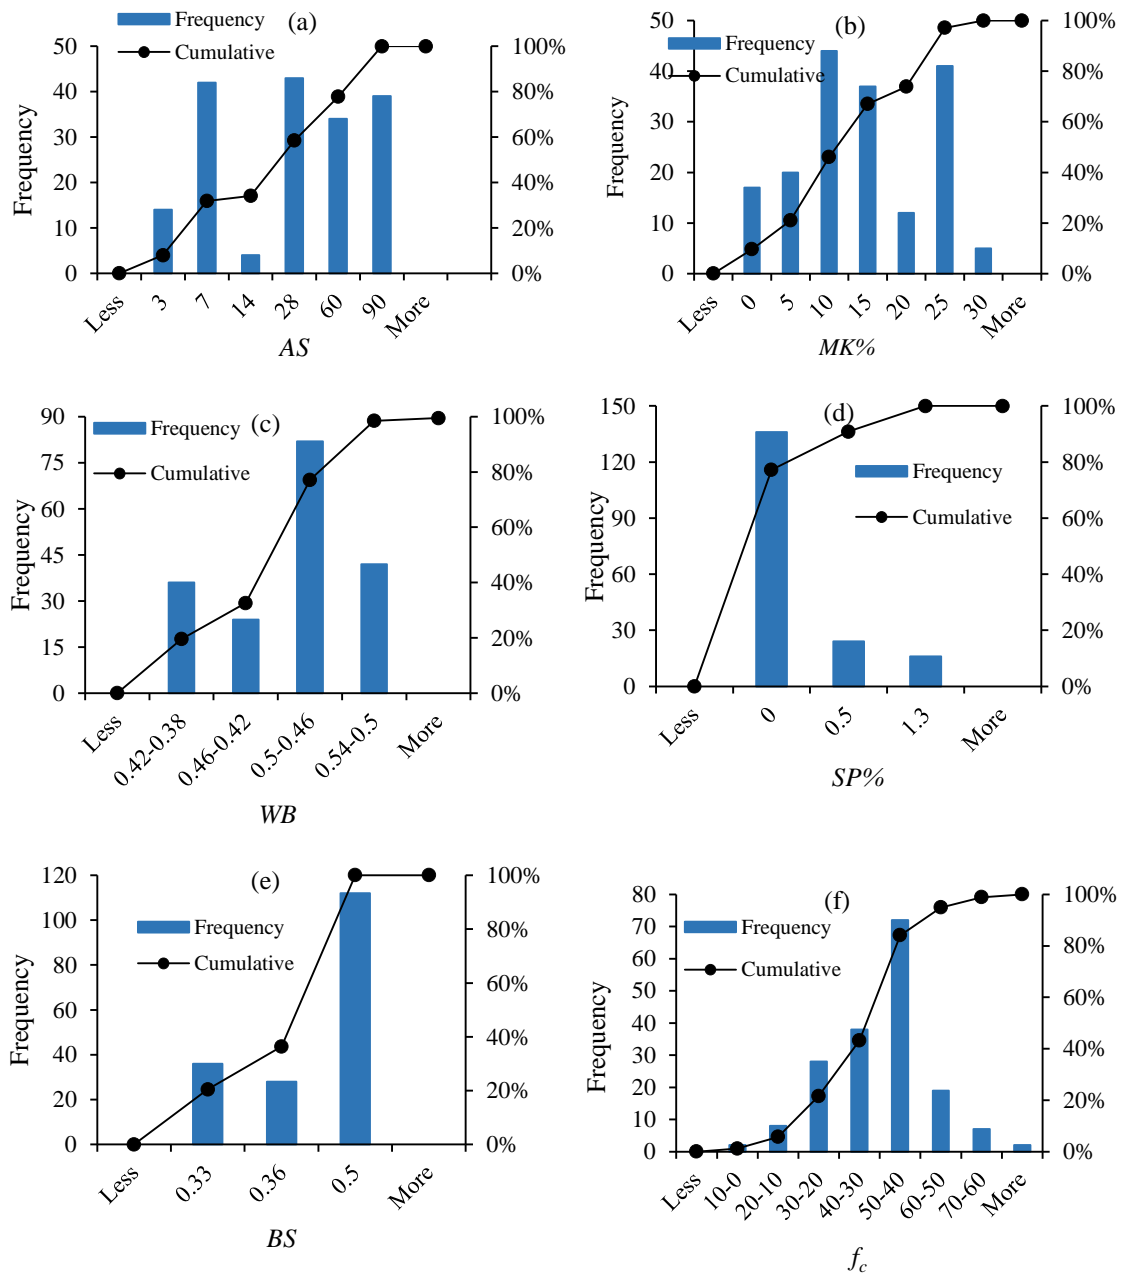 (a)
Frequency
Cumulative
50
40
30
20
10
0
100%
80%
60%
40%
20%
0%
Frequency
Less
3
7
14
28
60
90
More
AS
(b)
Frequency
Cumulative
50
40
30
20
10
0
100%
80%
60%
40%
20%
0%
Frequency
Less
0
5
10
15
20
25
30
More
MK%
(c)
Frequency
Cumulative
90
75
60
45
30
15
0
100%
80%
60%
40%
20%
0%
Frequency
Less
0.42-0.38
0.46-0.42
0.5-0.46
0.54-0.5
More
WB
(d)
Frequency
Cumulative
150
120
90
60
30
0
100%
80%
60%
40%
20%
0%
Frequency
Less
0
0.5
1.3
More
SP%
(e)
Frequency
Cumulative
120
100
80
60
40
20
0
100%
80%
60%
40%
20%
0%
Frequency
Less
0.33
0.36
0.5
More
BS
(f)
Frequency
Cumulative
80
70
60
50
40
30
20
10
0
100%
80%
60%
40%
20%
0%
Frequency
Less
10-0
20-10
30-20
40-30
50-40
60-50
70-60
More
fc